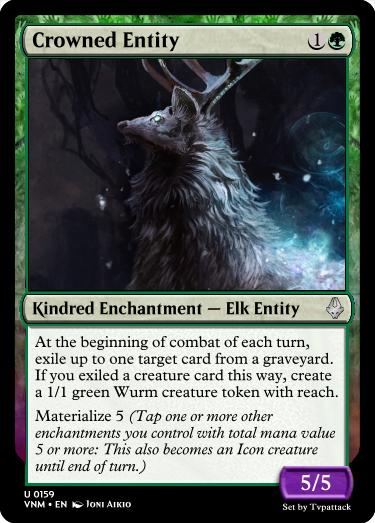 Crowned Entity 1
Kindred Enchantment — Elk Entity
At the beginning of combat of each turn,
exile up to one target card from a graveyard.
If you exiled a creature card this way, create
a 1/1 green Wurm creature token with reach.
Materialize 5 (Tap one or more other
enchantments you control with total mana value
5 or more: This also becomes an Icon creature
until end of turn.)
5/5
U 0159
VNM • EN Joni Aikio
Set by Tvpattack